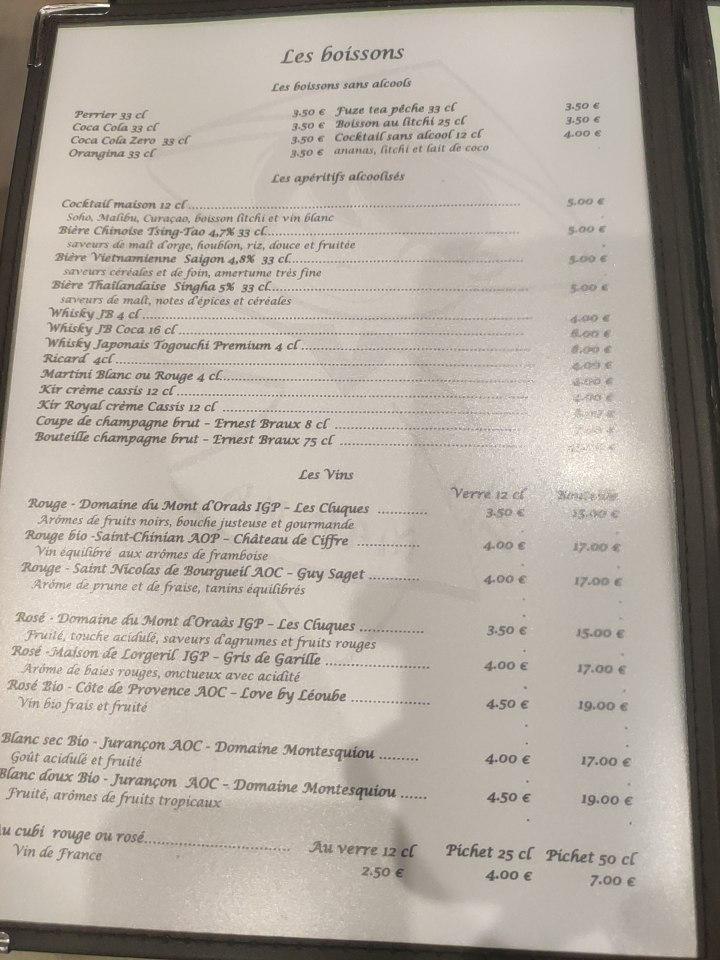 Les boissons
Les boissons sans alcools
Perrier 33 cl 3.50 € Fuze tea pêche 33 cl 3.50 €
Coca Cola 33 cl 3.50 € Boisson au litchi 25 cl 3.50 €
Coca Cola Zero 33 cl 3.50 € Cocktail sans alcool 12 cl 4.00 €
Orangina 33 cl 3.50 € ananas, litchi et lait de coco
Les apéritifs alcoolisés
Cocktail maison 12 cl 5.00 €
Soho, Malibu, Curaçao, boisson litchi et vin blanc
Bière Chinoise Tsing-Tao 4,7% 33 cl 5.00 €
saveurs de malt d'orge, houblon, riz, douce et fruitée
Bière Vietnamienne Saigon 4,8% 33 cl 5.00 €
saveurs céréales et de foin, amertume très fine
Bière Thaïlandaise Singha 5% 33 cl 5.00 €
saveurs de malt, notes d'épices et céréales
Whisky JB 4 cl 4.00 €
Whisky JB Coca 16 cl 6.00 €
Whisky Japonais Togouchi Premium 4 cl 8.00 €
Ricard 4cl 4.00 €
Martini Blanc ou Rouge 4 cl 4.00 €
Kir crème cassis 12 cl 4.00 €
Kir Royal crème Cassis 12 cl
Coupe de champagne brut - Ernest Braux 8 cl
Bouteille champagne brut - Ernest Braux 75 cl
Les Vins
Verre 12 cl Bouteille
Rouge - Domaine du Mont d'Oraàs IGP - Les Cluques 3.50 € 15.00 €
Arômes de fruits noirs, bouche justeuse et gourmande
Rouge bio -Saint-Chinian AOP - Château de Ciffre 4.00 € 17.00 €
Vin équilibré aux arômes de framboise
Rouge - Saint Nicolas de Bourgueil AOC - Guy Saget 4.00 € 17.00 €
Arôme de prune et de fraise, tanins équilibrés
Rosé - Domaine du Mont d'Oraàs IGP - Les Cluques 3.50 € 15.00 €
Fruité, touche acidulé, saveurs d'agrumes et fruits rouges
Rosé -Maison de Lorgeril IGP - Gris de Garille 4.00 € 17.00 €
Arôme de baies rouges, onctueux avec acidité
Rosé Bio - Côte de Provence AOC - Love by Léoube 4.50 € 19.00 €
Vin bio frais et fruité
Blanc sec Bio - Jurançon AOC - Domaine Montesquiou 4.00 € 17.00 €
Goût acidulé et fruité
Blanc doux Bio - Jurançon AOC - Domaine Montesquiou 4.50 € 19.00 €
Fruité, arômes de fruits tropicaux
cubi rouge ou rosé Au verre 12 cl Pichet 25 cl Pichet 50 cl
Vin de France 2.50 € 4.00 € 7.00 €